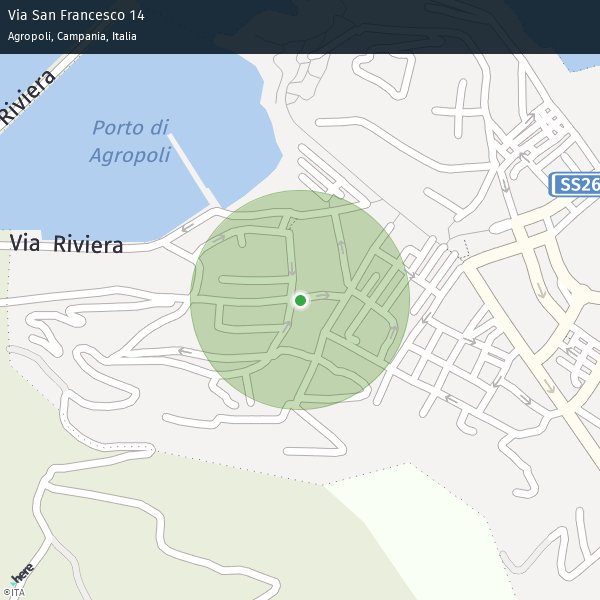 Via San Francesco 14
Agropoli, Campania, Italia
Riviera
Porto di
Agropoli
SS26
Via Riviera
here
©ITA